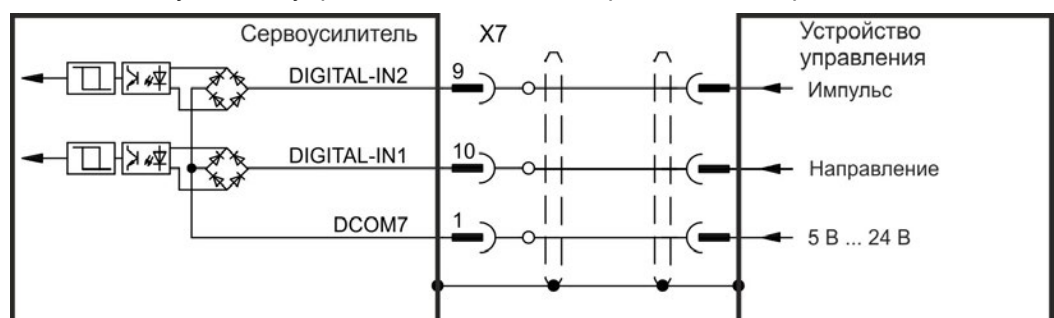 Сервоусилитель
X7
Устройство
управления
DIGITAL-IN2
9
Импульс
DIGITAL-IN1
10
Направление
DCOM7
1
5 В ... 24 В